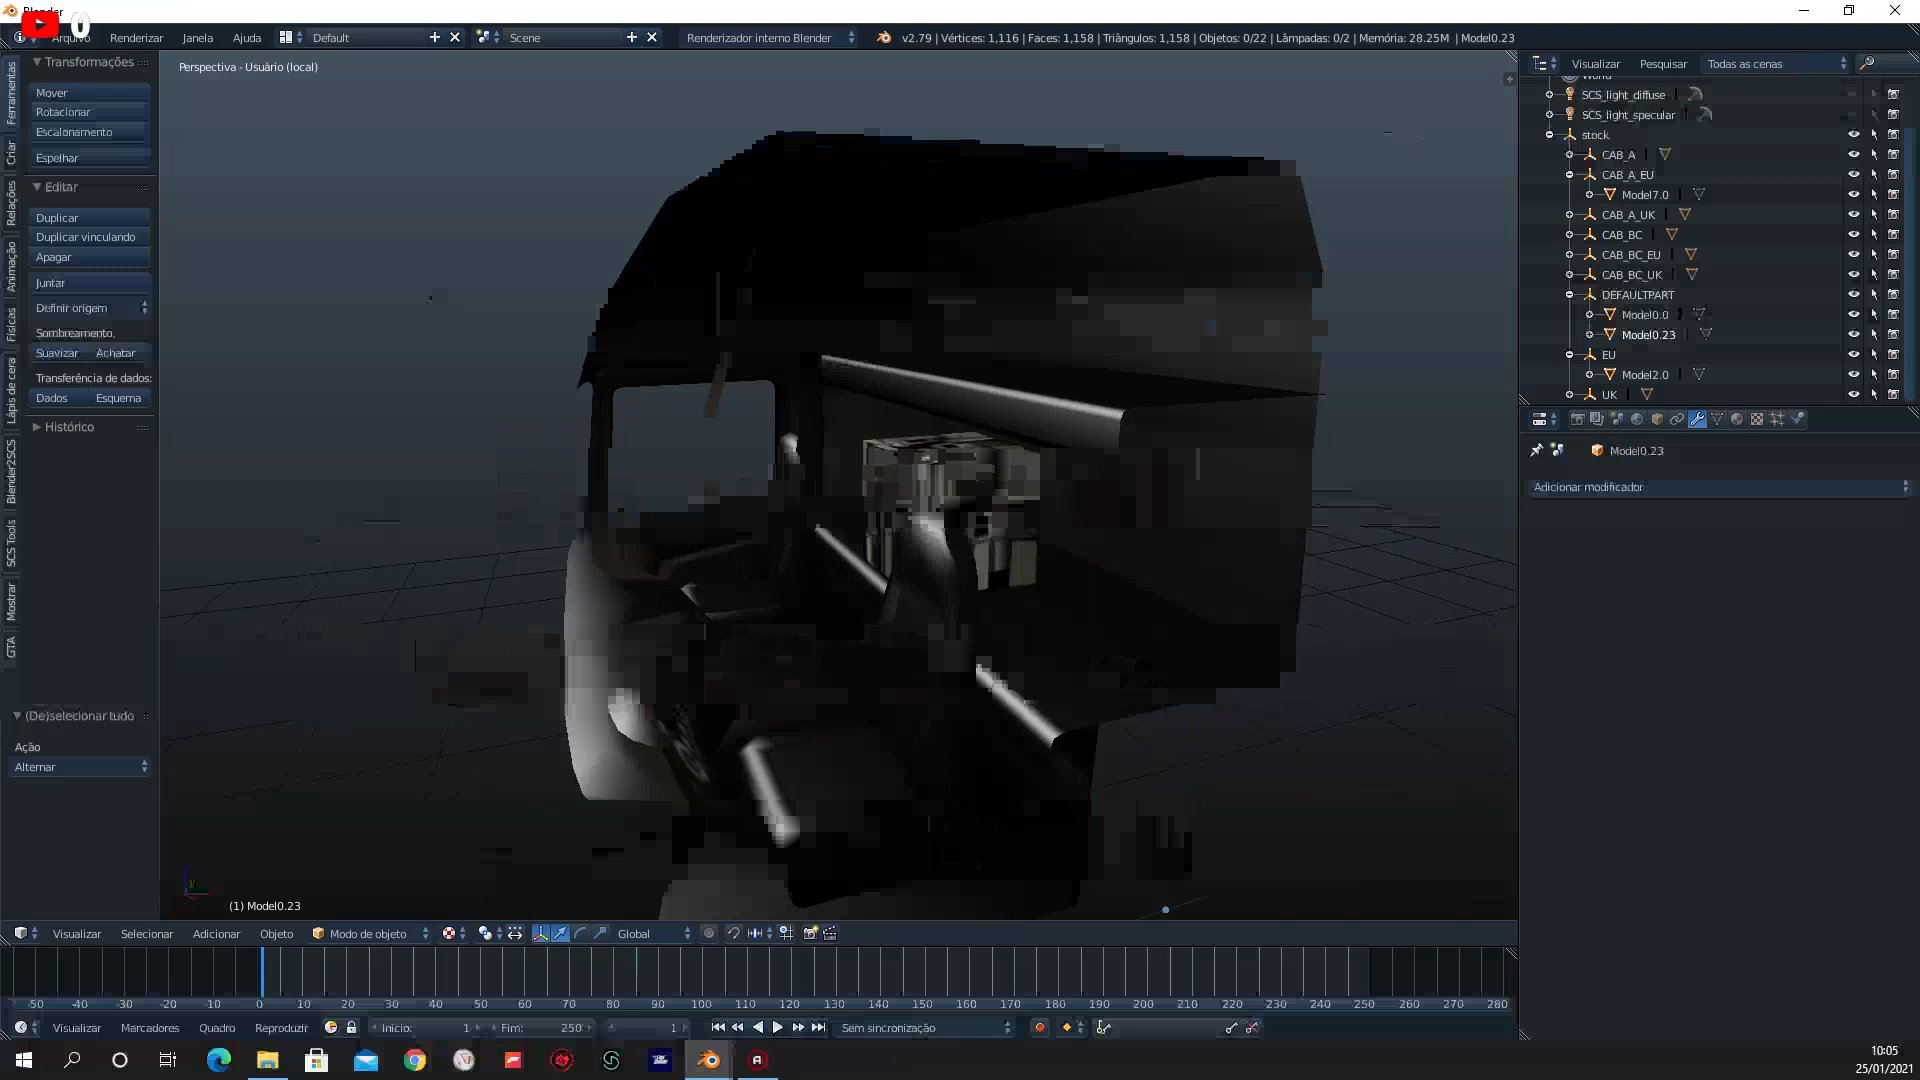 Blender
0
Arquivo Renderizar Janela Ajuda Default Scene Renderizador interno Blender v2.79 | Vértices: 1,116 | Faces: 1,158 | Triângulos: 1,158 | Objetos: 0/22 | Lâmpadas: 0/2 | Memória: 28.25M | Model0.23
Transformações
Mover
Rotacionar
Escalonamento
Espelhar
Editar
Duplicar
Duplicar vinculando
Apagar
Juntar
Definir origem
Sombreamento:
Suavizar Achatar
Transferência de dados:
Dados Esquema
Histórico
(De)selecionar tudo
Ação
Alternar
Ferramentas
Criar
Relações
Animação
Físicas
Lápis de cera
Blender2SCS
SCS Tools
Mostrar
GTA
Perspectiva - Usuário (local)
(1) Model0.23
Visualizar Pesquisar Todas as cenas
World
SCS_light_diffuse
SCS_light_specular
stock
CAB_A
CAB_A_EU
Model7.0
CAB_A_UK
CAB_BC
CAB_BC_EU
CAB_BC_UK
DEFAULTPART
Model0.0
Model0.23
EU
Model2.0
UK
Model0.23
Adicionar modificador
Visualizar Selecionar Adicionar Objeto Modo de objeto Global
-50 -40 -30 -20 -10 0 10 20 30 40 50 60 70 80 90 100 110 120 130 140 150 160 170 180 190 200 210 220 230 240 250 260 270 280
Visualizar Marcadores Quadro Reproduzir Início: 1 Fim: 250 1 Sem sincronização
10:05
25/01/2021